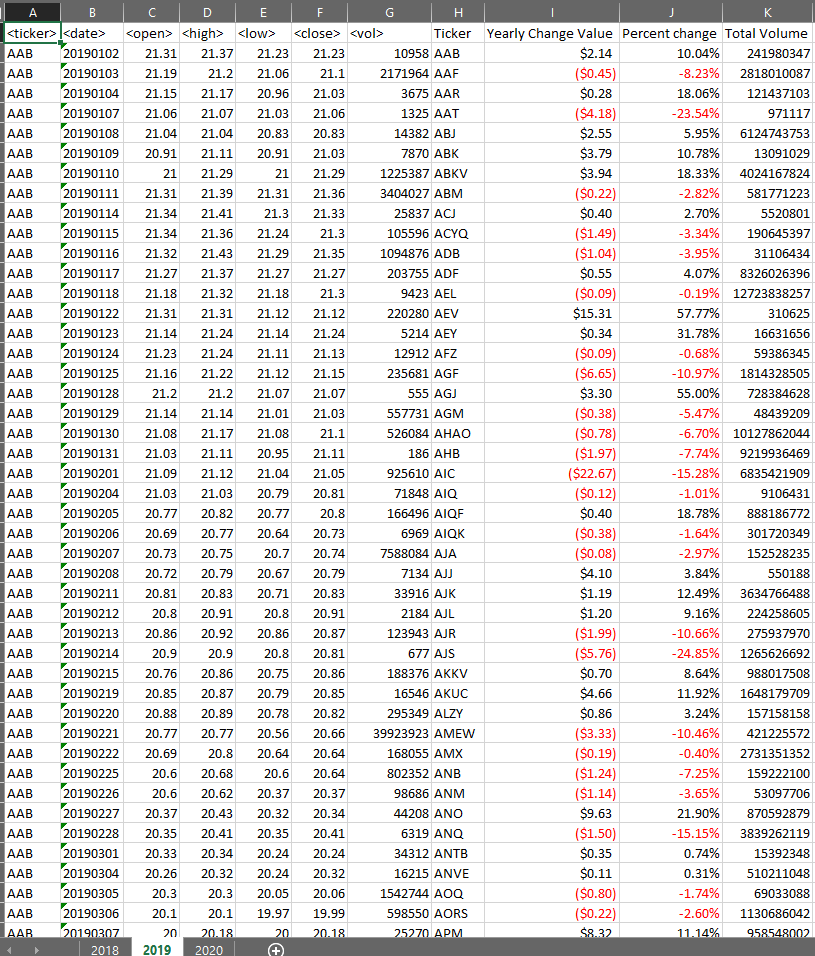 A B C D E F G H I J K
<ticker> <date> <open> <high> <low> <close> <vol> Ticker Yearly Change Value Percent change Total Volume
AAB 20190102 21.31 21.37 21.23 21.23 10958 AAB $2.14 10.04% 241980347
AAB 20190103 21.19 21.2 21.06 21.1 2171964 AAF ($0.45) -8.23% 2818010087
AAB 20190104 21.15 21.17 20.96 21.03 3675 AAR $0.28 18.06% 121437103
AAB 20190107 21.06 21.07 21.03 21.06 1325 AAT ($4.18) -23.54% 971117
AAB 20190108 21.04 21.04 20.83 20.83 14382 ABJ $2.55 5.95% 6124743753
AAB 20190109 20.91 21.11 20.91 21.03 7870 ABK $3.79 10.78% 13091029
AAB 20190110 21 21.29 21 21.29 1225387 ABKV $3.94 18.33% 4024167824
AAB 20190111 21.31 21.39 21.31 21.36 3404027 ABM ($0.22) -2.82% 581771223
AAB 20190114 21.34 21.41 21.3 21.33 25837 ACJ $0.40 2.70% 5520801
AAB 20190115 21.34 21.36 21.24 21.3 105596 ACYQ ($1.49) -3.34% 190645397
AAB 20190116 21.32 21.43 21.29 21.35 1094876 ADB ($1.04) -3.95% 31106434
AAB 20190117 21.27 21.37 21.27 21.27 203755 ADF $0.55 4.07% 8326026396
AAB 20190118 21.18 21.32 21.18 21.3 9423 AEL ($0.09) -0.19% 12723838257
AAB 20190122 21.31 21.31 21.12 21.12 220280 AEV $15.31 57.77% 310625
AAB 20190123 21.14 21.24 21.14 21.24 5214 AEY $0.34 31.78% 16631656
AAB 20190124 21.23 21.24 21.11 21.13 12912 AFZ ($0.09) -0.68% 59386345
AAB 20190125 21.16 21.22 21.12 21.15 235681 AGF ($6.65) -10.97% 1814328505
AAB 20190128 21.2 21.2 21.07 21.07 555 AGJ $3.30 55.00% 728384628
AAB 20190129 21.14 21.14 21.01 21.03 557731 AGM ($0.38) -5.47% 48439209
AAB 20190130 21.08 21.17 21.08 21.1 526084 AHAO ($0.78) -6.70% 10127862044
AAB 20190131 21.03 21.11 20.95 21.11 186 AHB ($1.97) -7.74% 9219936469
AAB 20190201 21.09 21.12 21.04 21.05 925610 AIC ($22.67) -15.28% 6835421909
AAB 20190204 21.03 21.03 20.79 20.81 71848 AIQ ($0.12) -1.01% 9106431
AAB 20190205 20.77 20.82 20.77 20.8 166496 AIQF $0.40 18.78% 888186772
AAB 20190206 20.69 20.77 20.64 20.73 6969 AIQK ($0.38) -1.64% 301720349
AAB 20190207 20.73 20.75 20.7 20.74 7588084 AJA ($0.08) -2.97% 152528235
AAB 20190208 20.72 20.79 20.67 20.79 7134 AJJ $4.10 3.84% 550188
AAB 20190211 20.81 20.83 20.71 20.83 33916 AJK $1.19 12.49% 3634766488
AAB 20190212 20.8 20.91 20.8 20.91 2184 AJL $1.20 9.16% 224258605
AAB 20190213 20.86 20.92 20.86 20.87 123943 AJR ($1.99) -10.66% 275937970
AAB 20190214 20.9 20.9 20.8 20.81 677 AJS ($5.76) -24.85% 1265626692
AAB 20190215 20.76 20.86 20.75 20.86 188376 AKKV $0.70 8.64% 988017508
AAB 20190219 20.85 20.87 20.79 20.85 16546 AKUC $4.66 11.92% 1648179709
AAB 20190220 20.88 20.89 20.78 20.82 295349 ALZY $0.86 3.24% 157158158
AAB 20190221 20.77 20.77 20.56 20.66 39923923 AMEW ($3.33) -10.46% 421225572
AAB 20190222 20.69 20.8 20.64 20.64 168055 AMX ($0.19) -0.40% 2731351352
AAB 20190225 20.6 20.68 20.6 20.64 802352 ANB ($1.24) -7.25% 159222100
AAB 20190226 20.6 20.62 20.37 20.37 98686 ANM ($1.14) -3.65% 53097706
AAB 20190227 20.37 20.43 20.32 20.34 44208 ANO $9.63 21.90% 870592879
AAB 20190228 20.35 20.41 20.35 20.41 6319 ANQ ($1.50) -15.15% 3839262119
AAB 20190301 20.33 20.34 20.24 20.24 34312 ANTB $0.35 0.74% 15392348
AAB 20190304 20.26 20.32 20.24 20.32 16215 ANVE $0.11 0.31% 510211048
AAB 20190305 20.3 20.3 20.05 20.06 1542744 AOQ ($0.80) -1.74% 69033088
AAB 20190306 20.1 20.1 19.97 19.99 598550 AORS ($0.22) -2.60% 1130686042
AAB 20190307 20 20.18 20 20.18 25270 APM $8.32 11.14% 958548002
2018 2019 2020